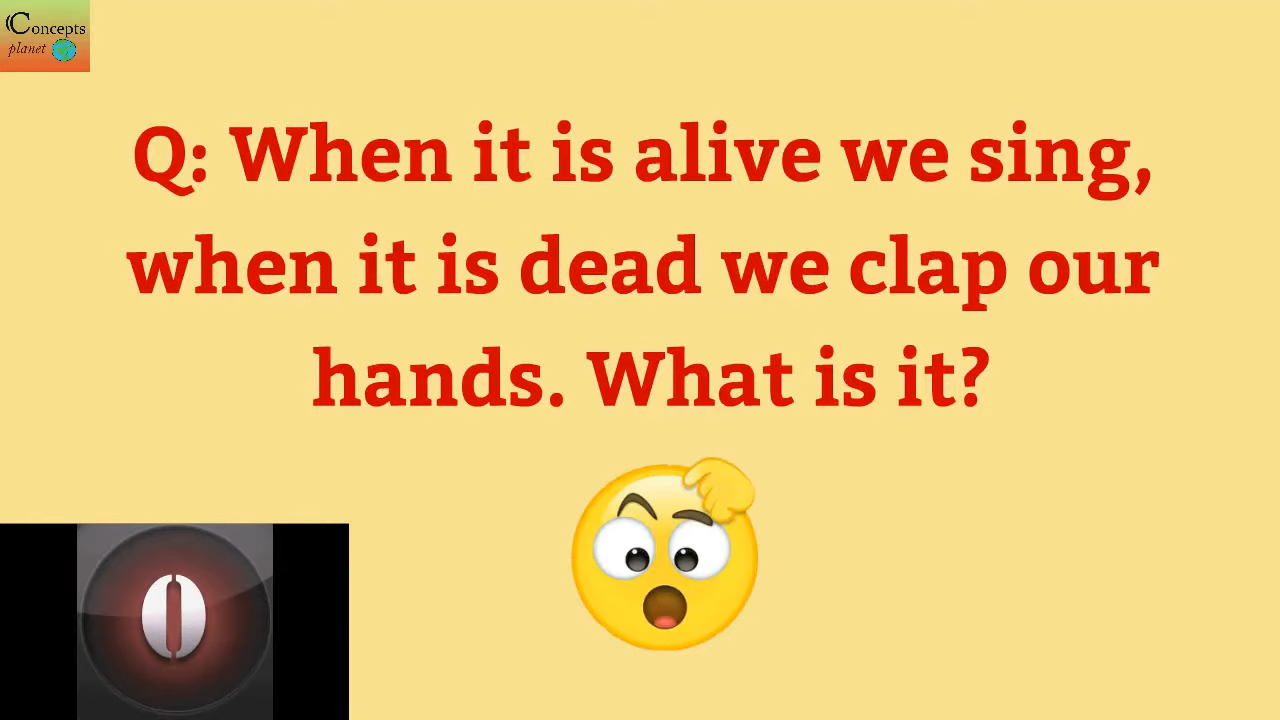 Concepts
planet
Q: When it is alive we sing,
when it is dead we clap our
hands. What is it?
0